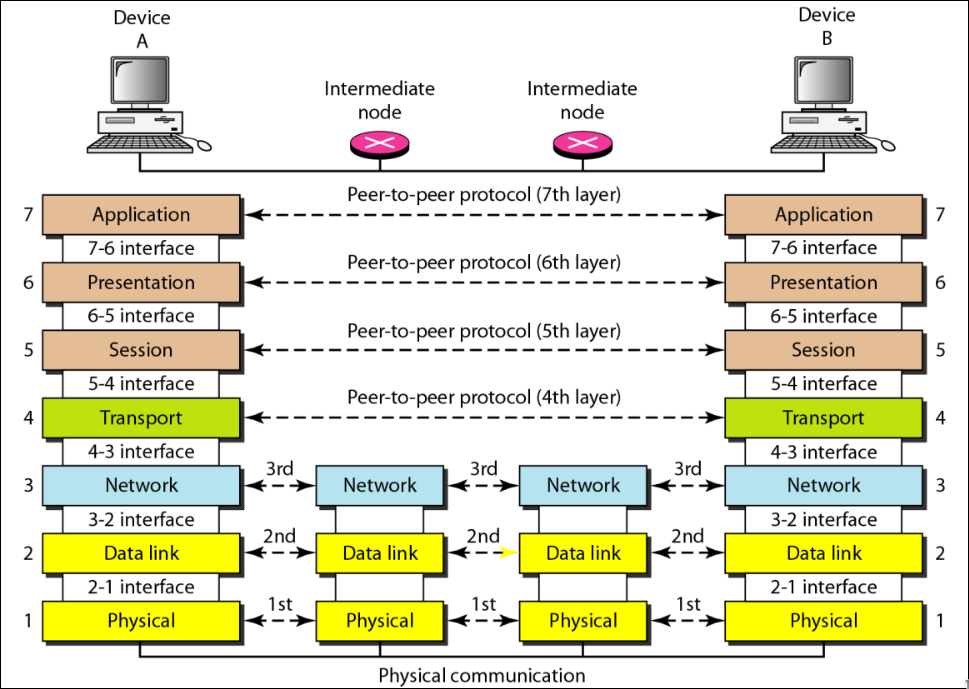 Device
A
Device
B
Intermediate
node
Intermediate
node
Peer-to-peer protocol (7th layer)
7 Application Application 7
7-6 interface 7-6 interface
Peer-to-peer protocol (6th layer)
6 Presentation Presentation 6
6-5 interface 6-5 interface
Peer-to-peer protocol (5th layer)
5 Session Session 5
5-4 interface 5-4 interface
Peer-to-peer protocol (4th layer)
4 Transport Transport 4
4-3 interface 4-3 interface
3rd 3rd 3rd
3 Network Network Network Network 3
3-2 interface 3-2 interface
2nd 2nd 2nd
2 Data link Data link Data link Data link 2
2-1 interface 2-1 interface
1st 1st 1st
1 Physical Physical Physical Physical 1
Physical communication